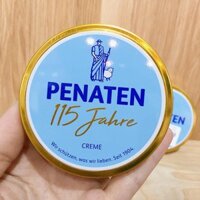 PENATEN
115 Jahre
CREME
Wir schützen, was wir lieben. Seit 1904.